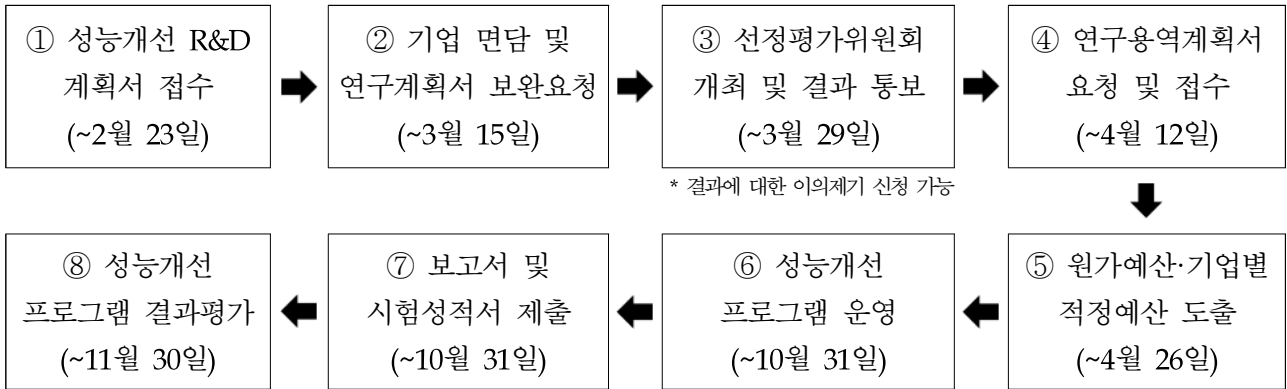 ① 성능개선 R&D
계획서 접수
(~2월 23일)
② 기업 면담 및
연구계획서 보완요청
(~3월 15일)
③ 선정평가위원회
개최 및 결과 통보
(~3월 29일)
* 결과에 대한 이의제기 신청 가능
④ 연구용역계획서
요청 및 접수
(~4월 12일)
⑤ 원가예산·기업별
적정예산 도출
(~4월 26일)
⑥ 성능개선
프로그램 운영
(~10월 31일)
⑦ 보고서 및
시험성적서 제출
(~10월 31일)
⑧ 성능개선
프로그램 결과평가
(~11월 30일)